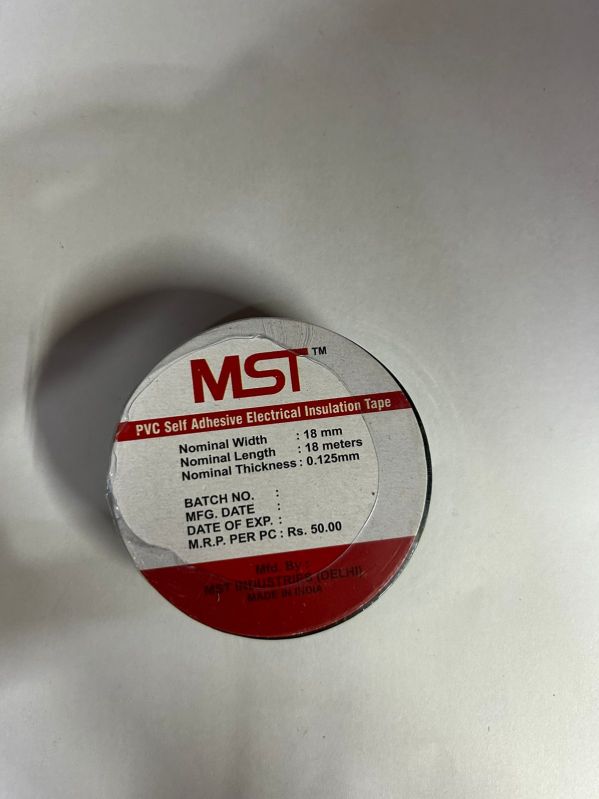 MST™
PVC Self Adhesive Electrical Insulation Tape
Nominal Width : 18 mm
Nominal Length : 18 meters
Nominal Thickness : 0.125mm
BATCH NO. :
MFG. DATE :
DATE OF EXP. :
M.R.P. PER PC : Rs. 50.00
Mfd. By :
MST INDUSTRIES (DELHI),
MADE IN INDIA